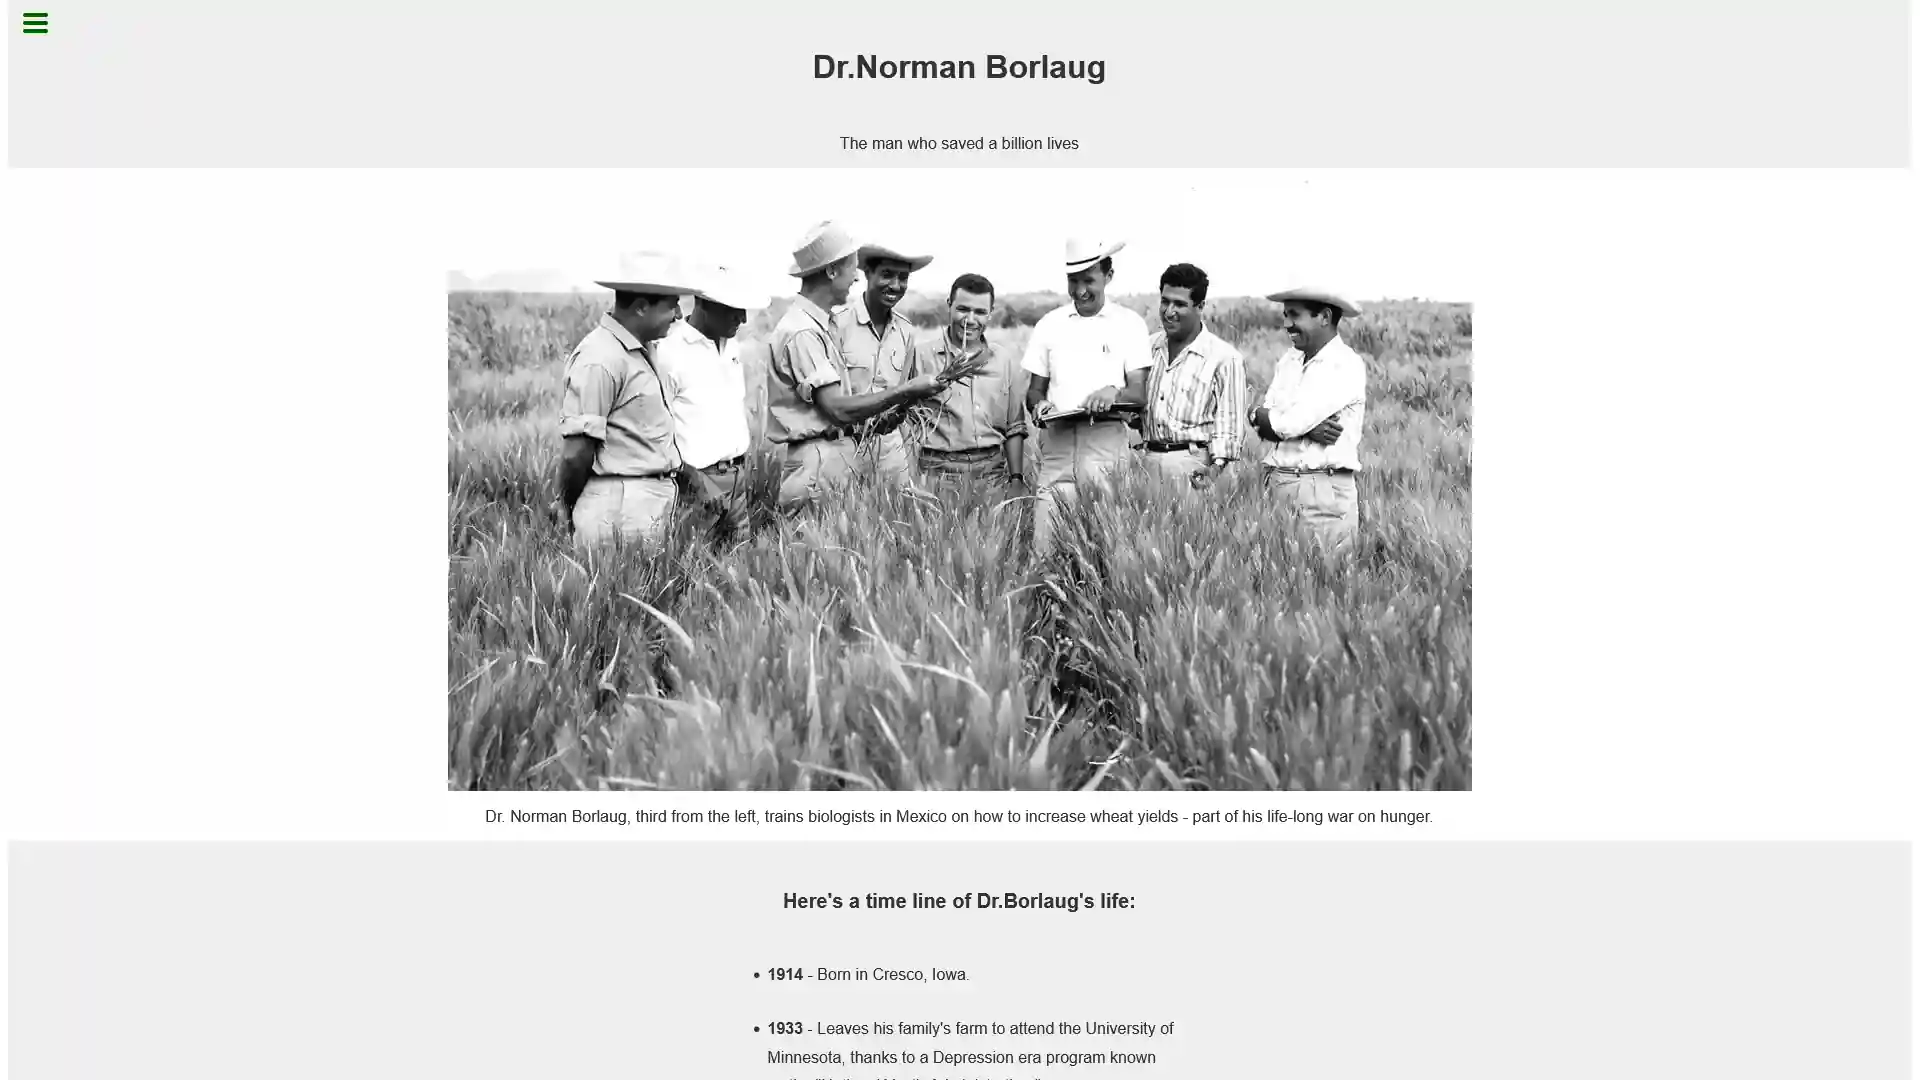 Dr.Norman Borlaug
The man who saved a billion lives
Dr. Norman Borlaug, third from the left, trains biologists in Mexico on how to increase wheat yields - part of his life-long war on hunger.
Here's a time line of Dr.Borlaug's life:
• 1914 - Born in Cresco, Iowa.
• 1933 - Leaves his family's farm to attend the University of
Minnesota, thanks to a Depression era program known